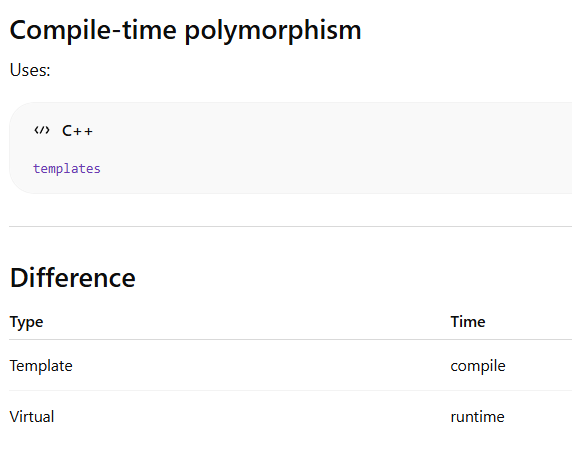 Compile-time polymorphism
Uses:
C++
templates
Difference
Type Time
Template compile
Virtual runtime